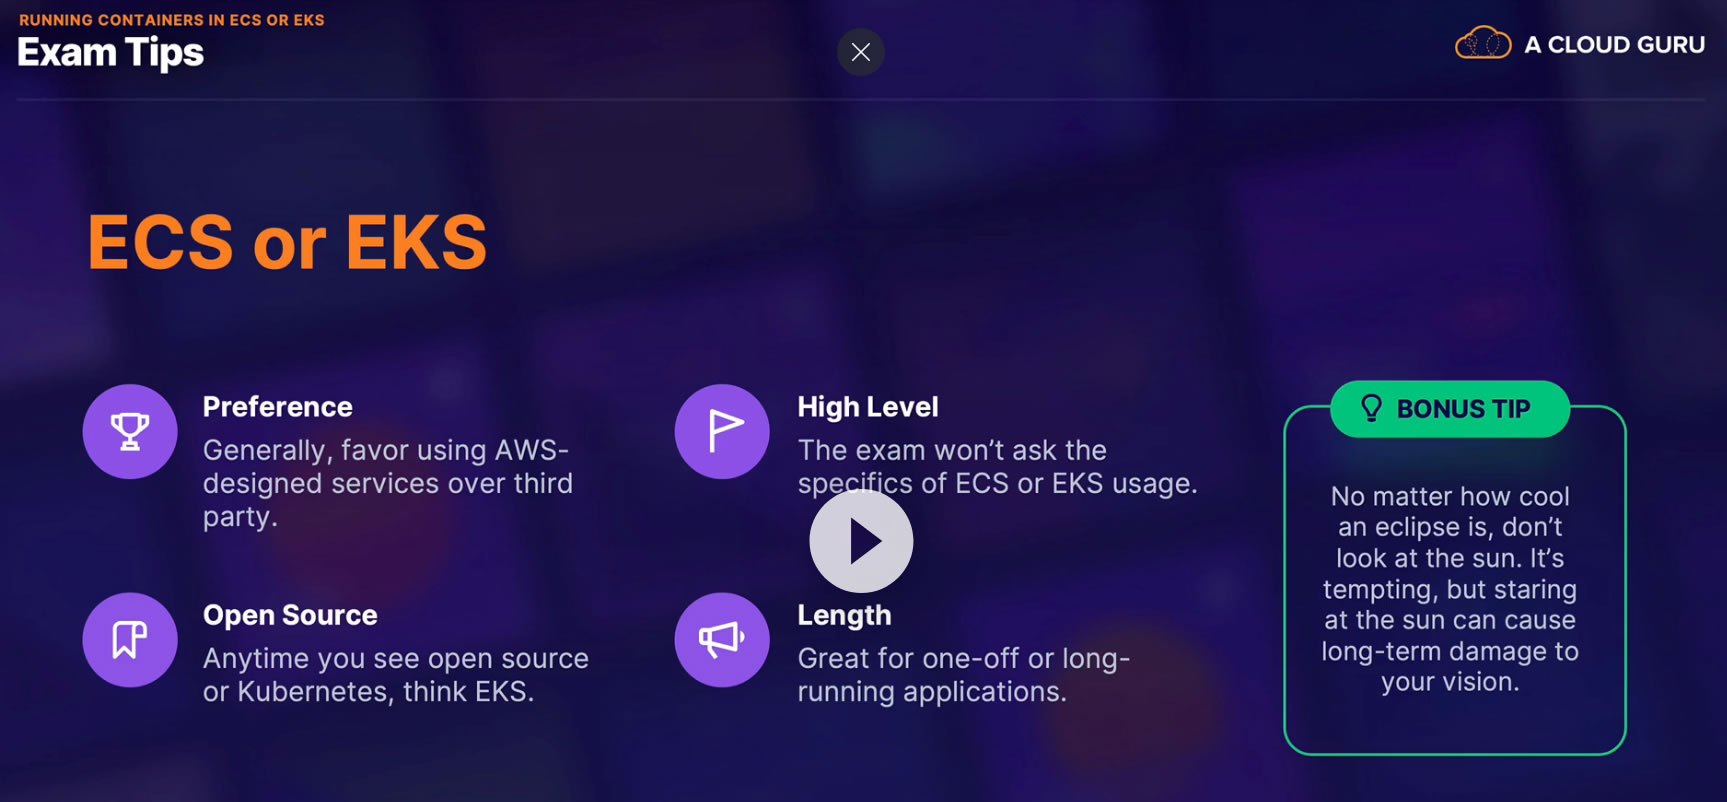 RUNNING CONTAINERS IN ECS OR EKS
Exam Tips
A CLOUD GURU
ECS or EKS
Preference
Generally, favor using AWS-
designed services over third
party.
High Level
The exam won’t ask the
specifics of ECS or EKS usage.
Open Source
Anytime you see open source
or Kubernetes, think EKS.
Length
Great for one-off or long-
running applications.
BONUS TIP
No matter how cool
an eclipse is, don’t
look at the sun. It’s
tempting, but staring
at the sun can cause
long-term damage to
your vision.